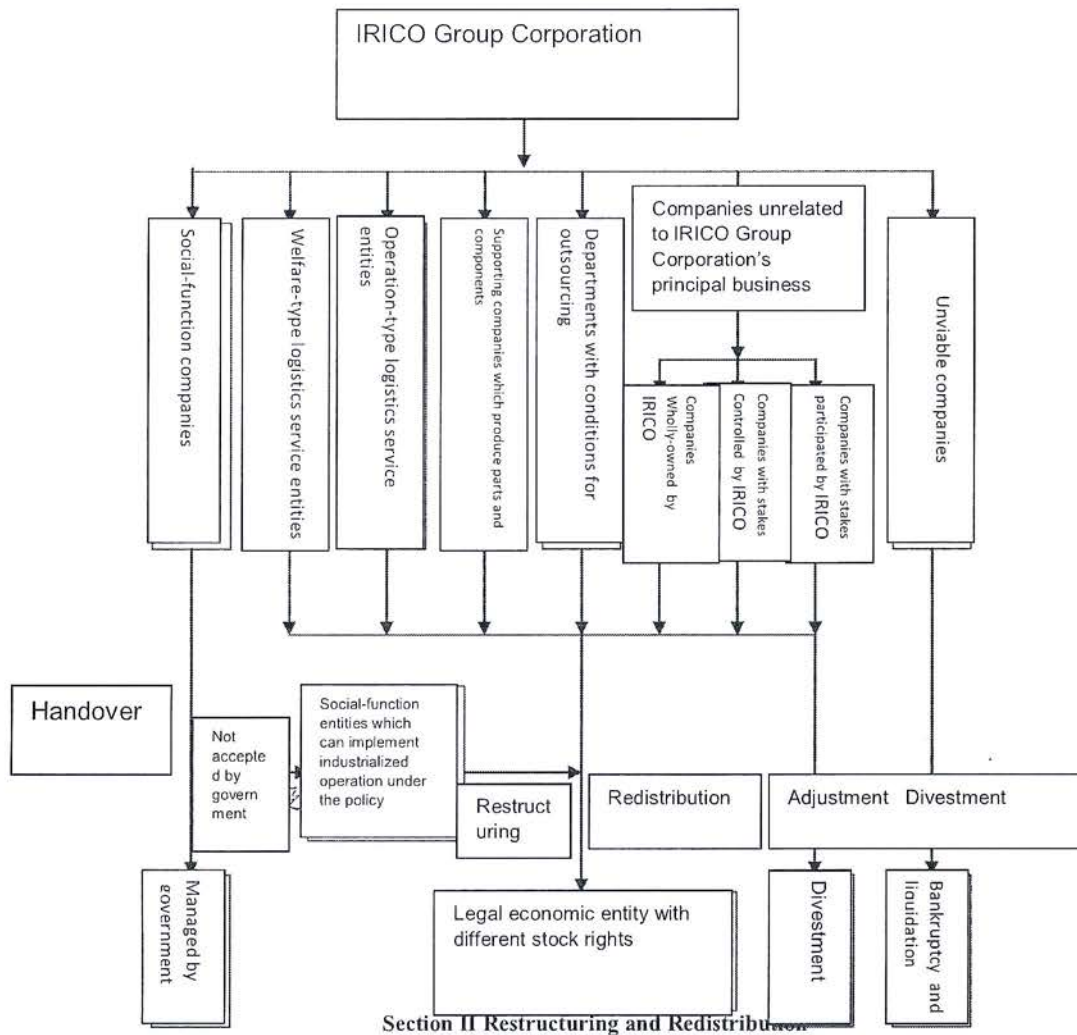 IRICO Group Corporation
Social-function companies
Welfare-type logistics service entities
Operation-type logistics service
entities
Supporting companies which produce parts and
components
Departments with conditions for
outsourcing
Companies unrelated
to IRICO Group
Corporation's
principal business
Companies
Wholly-owned by
IRICO
Companies with stakes
Controlled by IRICO
Companies with stakes
participated by IRICO
Unviable companies
Handover
Not
accepte
d by
govern
ment
Social-function
entities which
can implement
industrialized
operation under
the policy
Restruct
uring
Redistribution
Adjustment Divestment
Managed by
government
Legal economic entity with
different stock rights
Divestment
Bankruptcy and
liquidation
Section II Restructuring and Redistribution